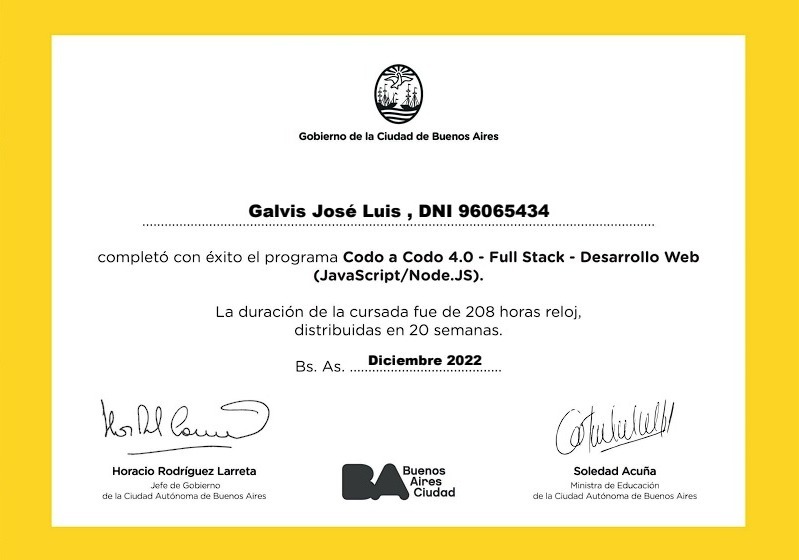 Gobierno de la Ciudad de Buenos Aires
Galvis José Luis , DNI 96065434
completó con éxito el programa Codo a Codo 4.0 - Full Stack - Desarrollo Web
(JavaScript/Node.JS).
La duración de la cursada fue de 208 horas reloj,
distribuidas en 20 semanas.
Bs. As. Diciembre 2022
Horacio Rodríguez Larreta
Jefe de Gobierno
de la Ciudad Autónoma de Buenos Aires
BA Buenos
Aires
Ciudad
Soledad Acuña
Ministra de Educación
de la Ciudad Autónoma de Buenos Aires